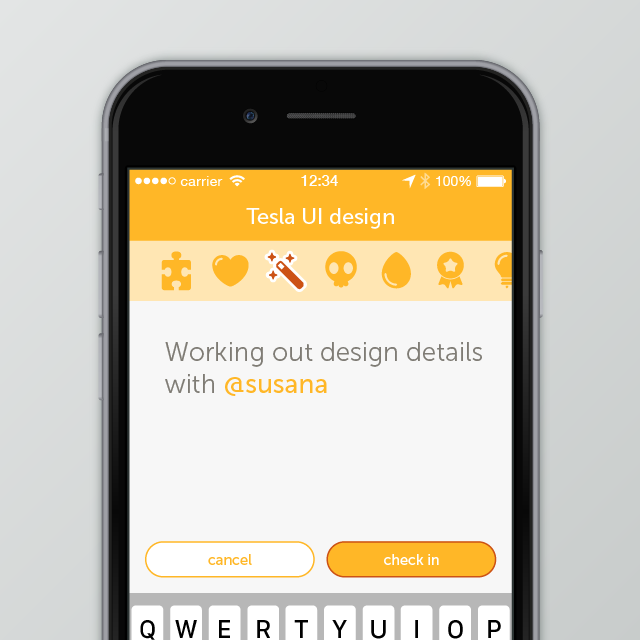 carrier 12:34 100%
Tesla UI design
Working out design details
with @susana
cancel check in
Q W E R T Y U I O P